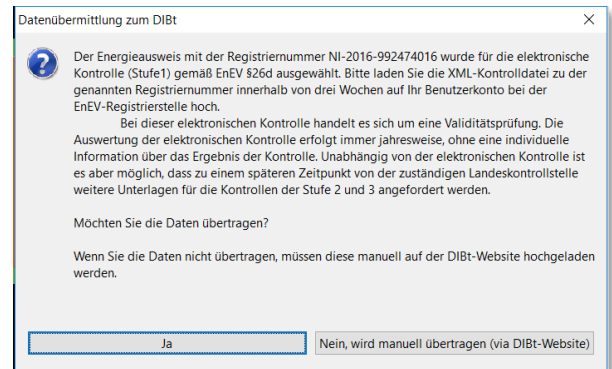 Datenübermittlung zum DIBt
Der Energieausweis mit der Registriernummer NI-2016-992474016 wurde für die elektronische
Kontrolle (Stufe1) gemäß EnEV §26d ausgewählt. Bitte laden Sie die XML-Kontrolldatei zu der
genannten Registriernummer innerhalb von drei Wochen auf Ihr Benutzerkonto bei der
EnEV-Registrierstelle hoch.
Bei dieser elektronischen Kontrolle handelt es sich um eine Validitätsprüfung. Die
Auswertung der elektronischen Kontrolle erfolgt immer jahresweise, ohne eine individuelle
Information über das Ergebnis der Kontrolle. Unabhängig von der elektronischen Kontrolle ist
es aber möglich, dass zu einem späteren Zeitpunkt von der zuständigen Landeskontrollstelle
weitere Unterlagen für die Kontrollen der Stufe 2 und 3 angefordert werden.
Möchten Sie die Daten übertragen?
Wenn Sie die Daten nicht übertragen, müssen diese manuell auf der DIBt-Website hochgeladen
werden.
Ja
Nein, wird manuell übertragen (via DIBt-Website)